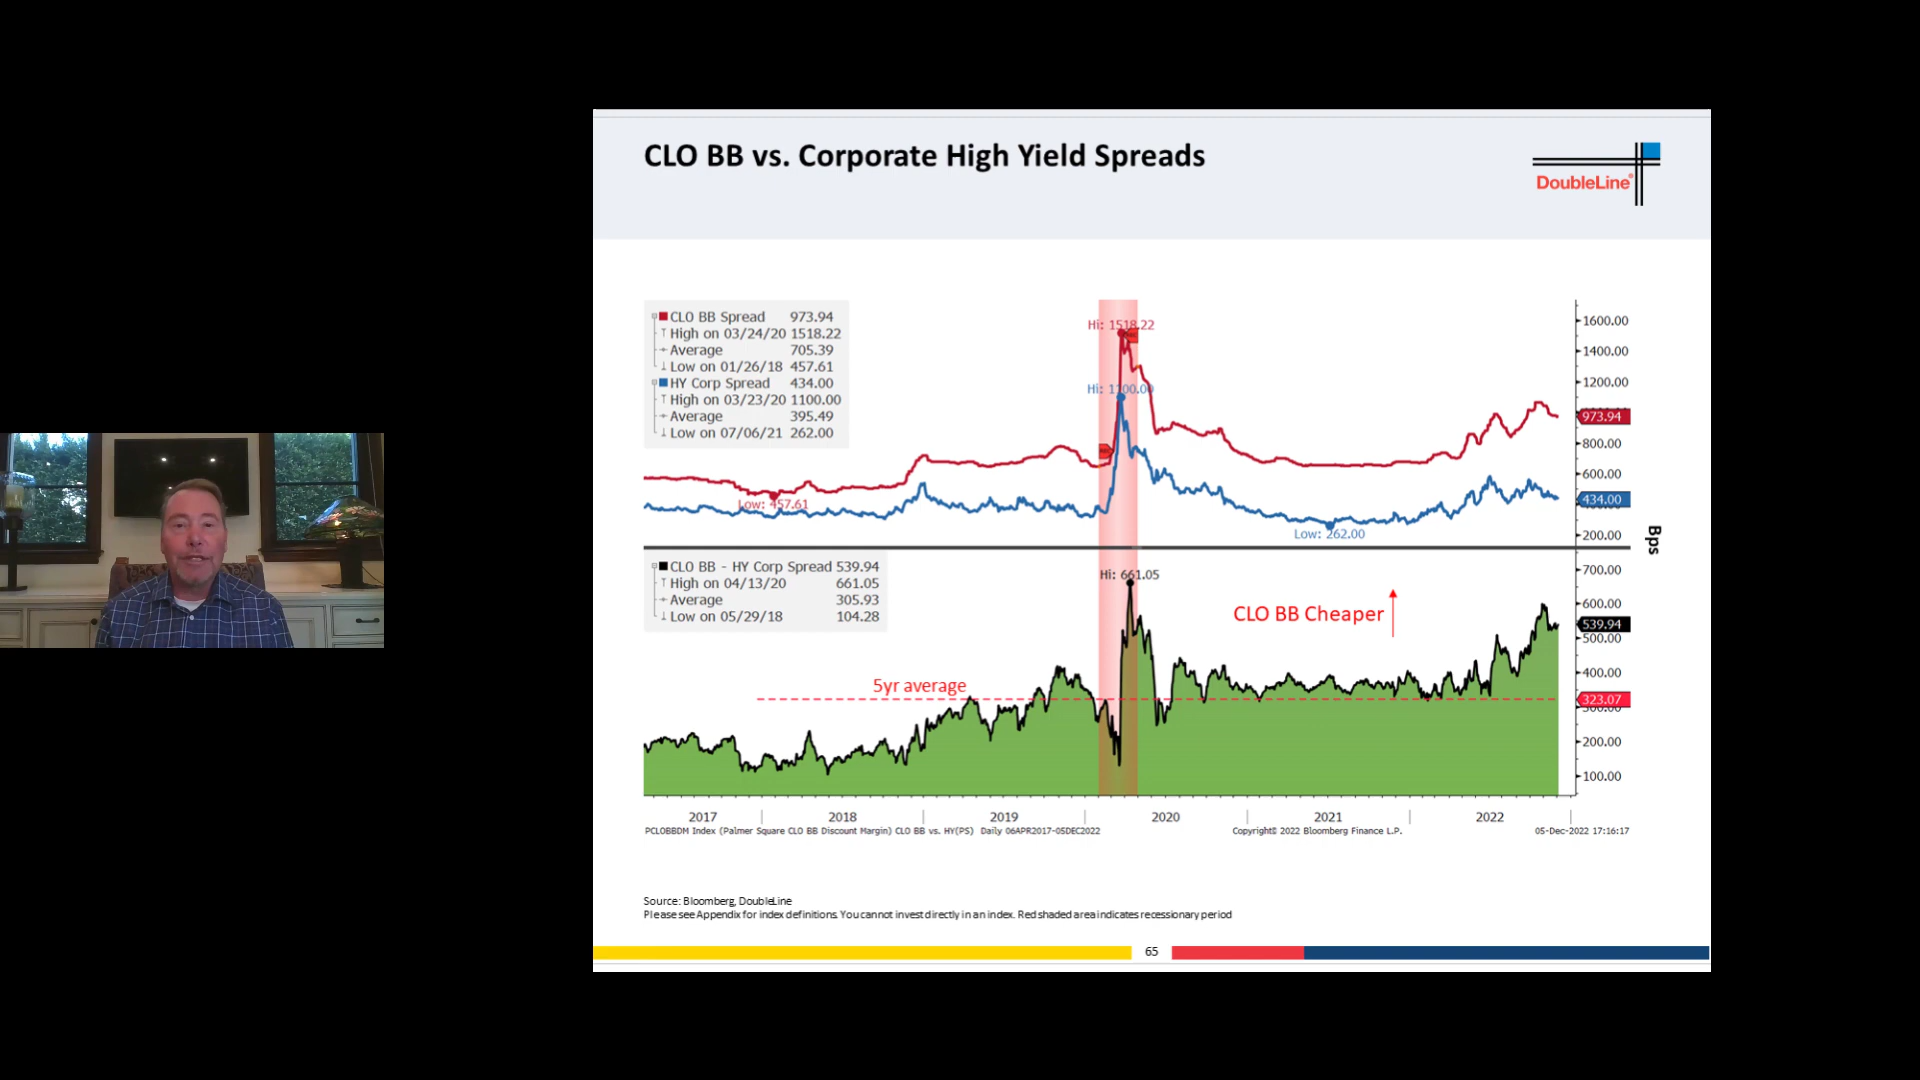 CLO BB vs. Corporate High Yield Spreads
DoubleLine®
CLO BB Spread 973.94
High on 03/24/20 1518.22
Average 705.39
Low on 01/26/18 457.61
HY Corp Spread 434.00
High on 03/23/20 1100.00
Average 395.49
Low on 07/06/21 262.00
Hi: 1518.22
Hi: 1100.00
Low: 457.61
Low: 262.00
1600.00
1400.00
1200.00
973.94
800.00
600.00
434.00
200.00
Bps
CLO BB - HY Corp Spread 539.94
High on 04/13/20 661.05
Average 305.93
Low on 05/29/18 104.28
Hi: 661.05
CLO BB Cheaper
5yr average
700.00
600.00
539.94
500.00
400.00
323.07
300.00
200.00
100.00
2017 2018 2019 2020 2021 2022
PCLOBBDM Index (Palmer Square CLO BB Discount Margin) CLO BB vs. HY(PS) Daily 06APR2017-05DEC2022 Copyright© 2022 Bloomberg Finance L.P. 05-Dec-2022 17:16:17
Source: Bloomberg, DoubleLine
Please see Appendix for index definitions. You cannot invest directly in an index. Red shaded area indicates recessionary period
65